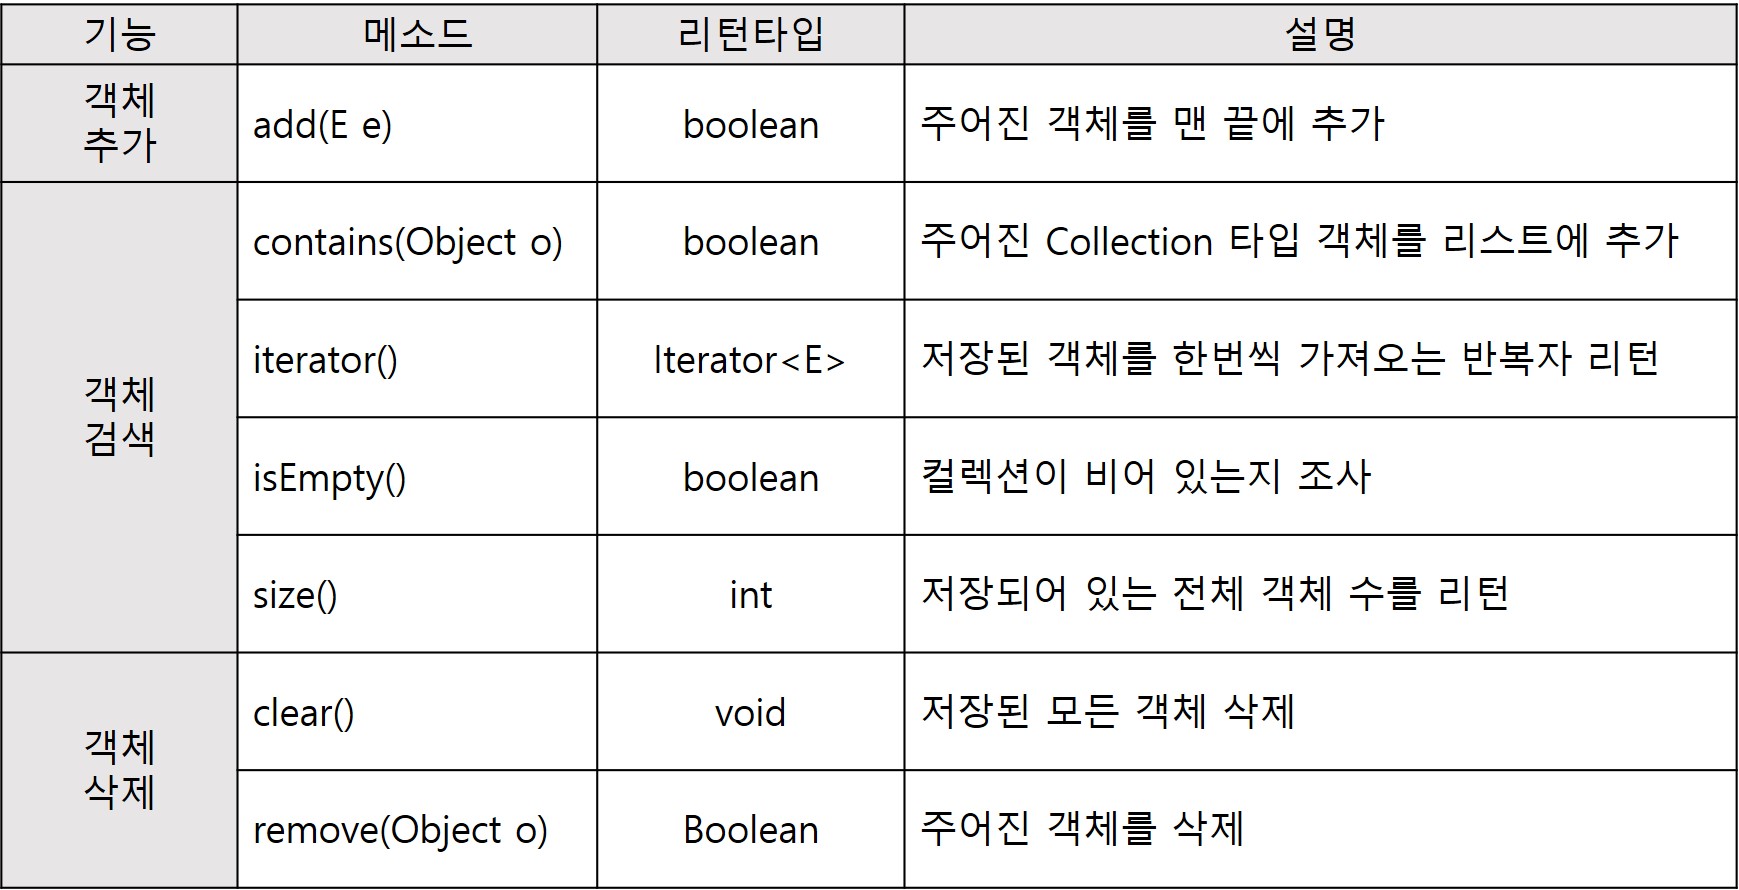 기능 메소드 리턴타입 설명
객체
추가
add(E e) boolean 주어진 객체를 맨 끝에 추가
객체
검색
contains(Object o) boolean 주어진 Collection 타입 객체를 리스트에 추가
iterator() Iterator<E> 저장된 객체를 한번씩 가져오는 반복자 리턴
isEmpty() boolean 컬렉션이 비어 있는지 조사
size() int 저장되어 있는 전체 객체 수를 리턴
객체
삭제
clear() void 저장된 모든 객체 삭제
remove(Object o) Boolean 주어진 객체를 삭제